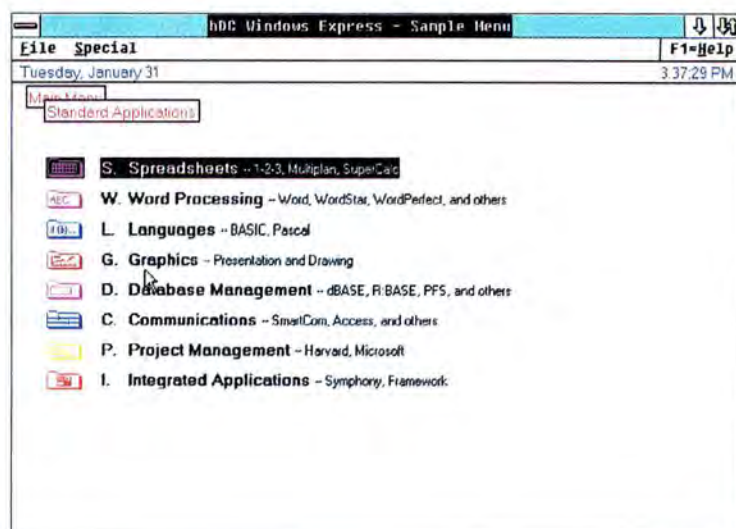 hDC Windows Express - Sample Menu
File Special F1=Help
Tuesday, January 31 3:37:29 PM
Main Menu
Standard Applications
S. Spreadsheets -- 1-2-3, Multiplan, SuperCalc
W. Word Processing -- Word, WordStar, WordPerfect, and others
L. Languages -- BASIC, Pascal
G. Graphics -- Presentation and Drawing
D. Database Management -- dBASE, R:BASE, PFS, and others
C. Communications -- SmartCom, Access, and others
P. Project Management -- Harvard, Microsoft
I. Integrated Applications -- Symphony, Framework